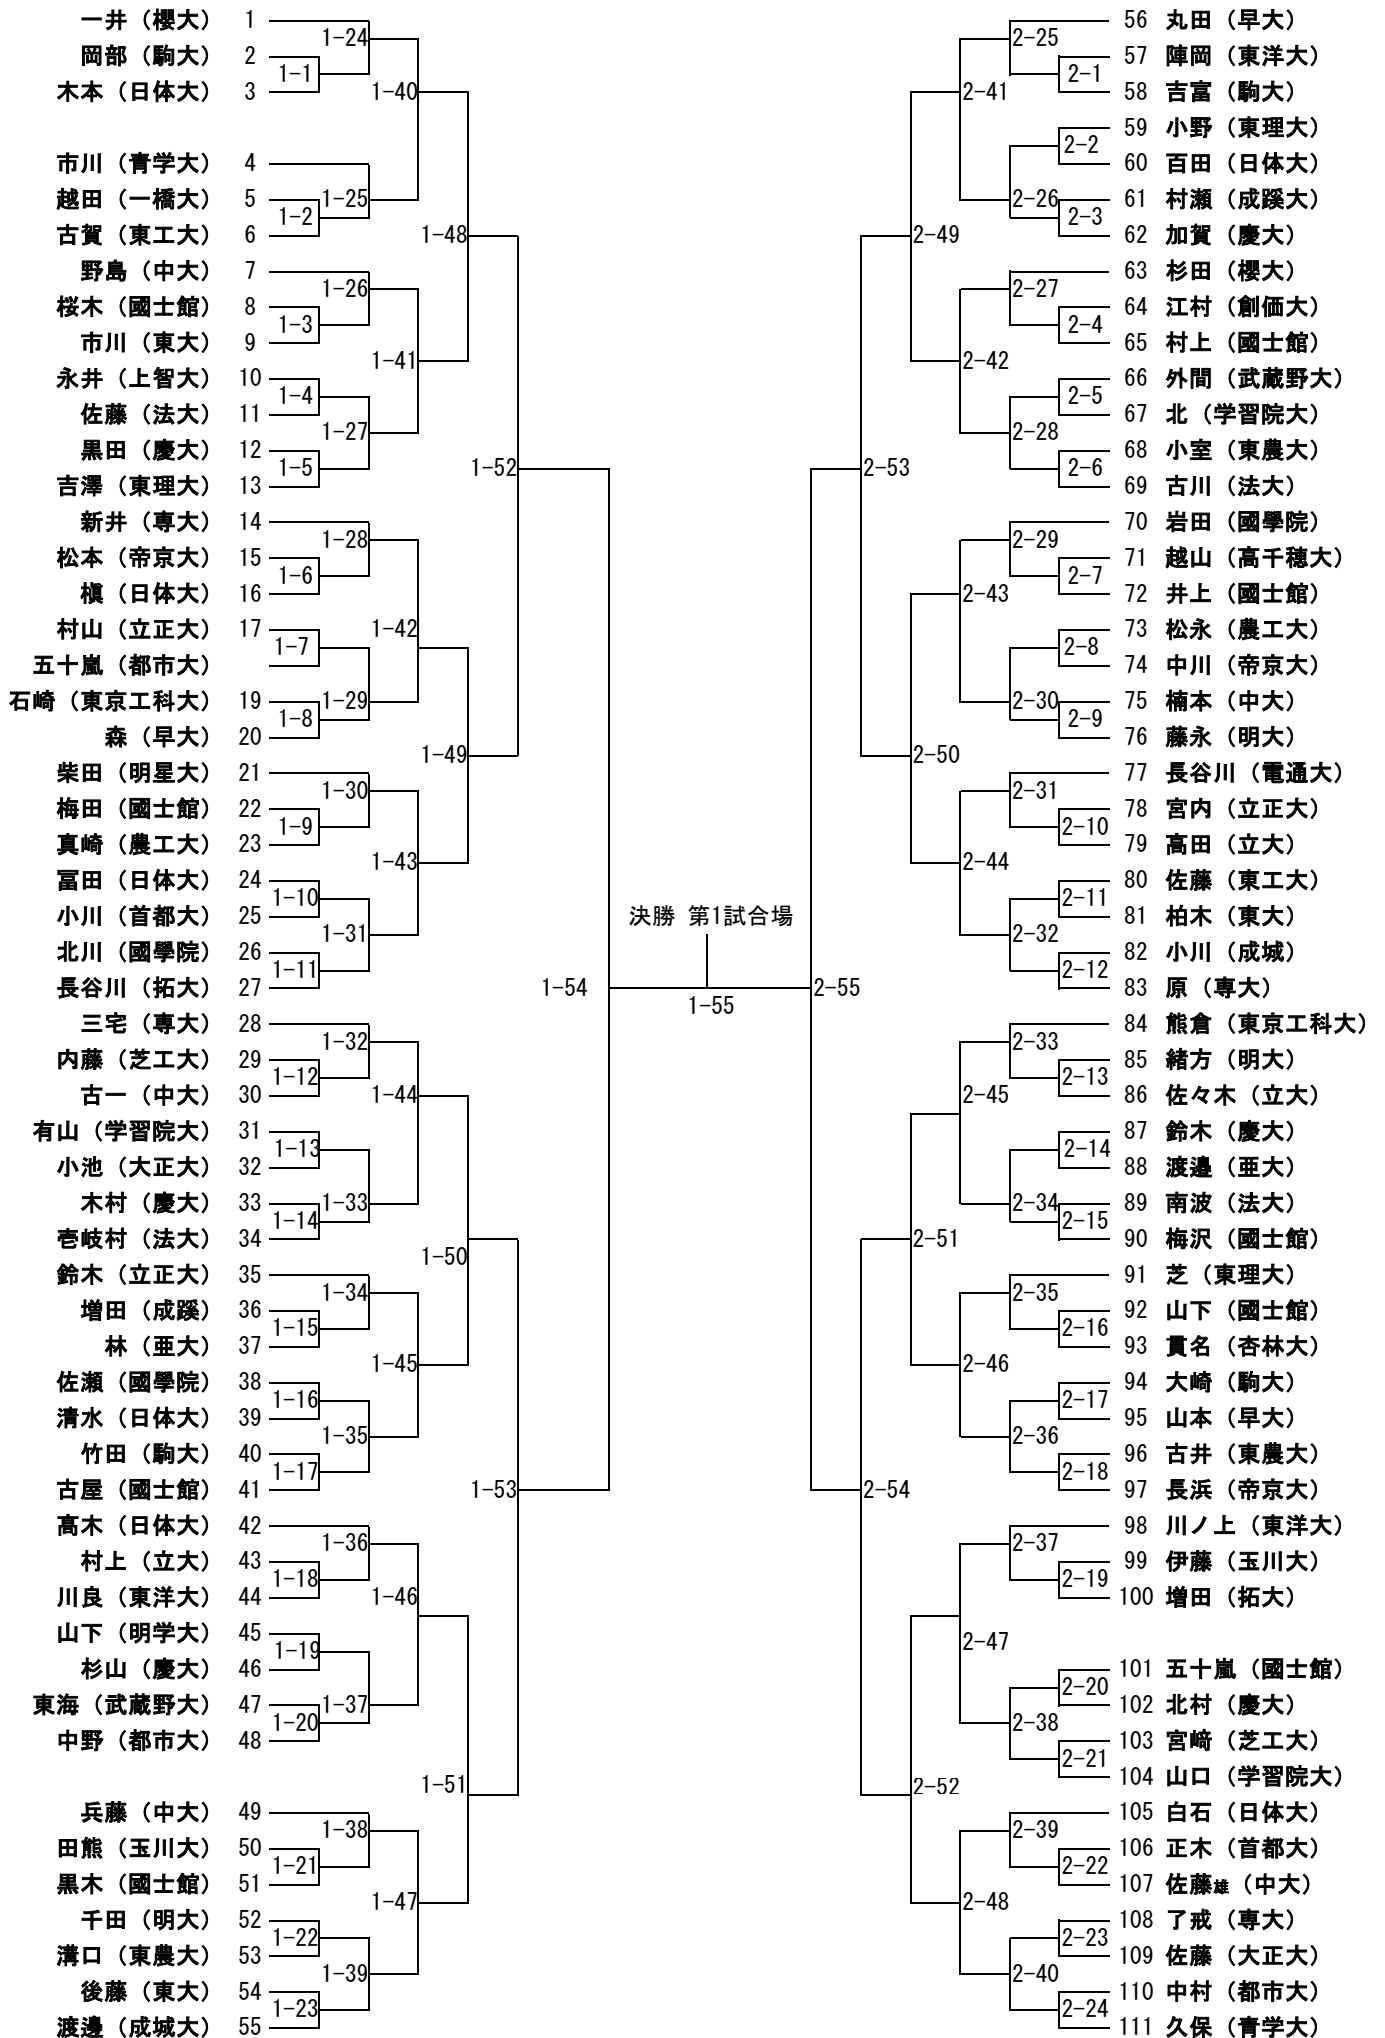 一井（櫻大） 1
岡部（駒大） 2
木本（日体大） 3
市川（青学大） 4
越田（一橋大） 5
古賀（東工大） 6
野島（中大） 7
桜木（國士館） 8
市川（東大） 9
永井（上智大） 10
佐藤（法大） 11
黒田（慶大） 12
吉澤（東理大） 13
新井（専大） 14
松本（帝京大） 15
槇（日体大） 16
村山（立正大） 17
五十嵐（都市大）
石崎（東京工科大） 19
森（早大） 20
柴田（明星大） 21
梅田（國士館） 22
真崎（農工大） 23
冨田（日体大） 24
小川（首都大） 25
北川（國學院） 26
長谷川（拓大） 27
三宅（専大） 28
内藤（芝工大） 29
古一（中大） 30
有山（学習院大） 31
小池（大正大） 32
木村（慶大） 33
壱岐村（法大） 34
鈴木（立正大） 35
増田（成蹊） 36
林（亜大） 37
佐瀬（國學院） 38
清水（日体大） 39
竹田（駒大） 40
古屋（國士館） 41
髙木（日体大） 42
村上（立大） 43
川良（東洋大） 44
山下（明学大） 45
杉山（慶大） 46
東海（武蔵野大） 47
中野（都市大） 48
兵藤（中大） 49
田熊（玉川大） 50
黒木（國士館） 51
千田（明大） 52
溝口（東農大） 53
後藤（東大） 54
渡邊（成城大） 55
1-1
1-2
1-3
1-4
1-5
1-6
1-7
1-8
1-9
1-10
1-11
1-12
1-13
1-14
1-15
1-16
1-17
1-18
1-19
1-20
1-21
1-22
1-23
1-24
1-25
1-26
1-27
1-28
1-29
1-30
1-31
1-32
1-33
1-34
1-35
1-36
1-37
1-38
1-39
1-40
1-41
1-42
1-43
1-44
1-45
1-46
1-47
1-48
1-49
1-50
1-51
1-52
1-53
1-54
決勝 第1試合場
1-55
2-55
2-53
2-54
2-49
2-50
2-51
2-52
2-41
2-42
2-43
2-44
2-45
2-46
2-47
2-48
2-25
2-26
2-27
2-28
2-29
2-30
2-31
2-32
2-33
2-34
2-35
2-36
2-37
2-38
2-39
2-40
2-1
2-2
2-3
2-4
2-5
2-6
2-7
2-8
2-9
2-10
2-11
2-12
2-13
2-14
2-15
2-16
2-17
2-18
2-19
2-20
2-21
2-22
2-23
2-24
56 丸田（早大）
57 陣岡（東洋大）
58 吉富（駒大）
59 小野（東理大）
60 百田（日体大）
61 村瀬（成蹊大）
62 加賀（慶大）
63 杉田（櫻大）
64 江村（創価大）
65 村上（國士館）
66 外間（武蔵野大）
67 北（学習院大）
68 小室（東農大）
69 古川（法大）
70 岩田（國學院）
71 越山（高千穂大）
72 井上（國士館）
73 松永（農工大）
74 中川（帝京大）
75 楠本（中大）
76 藤永（明大）
77 長谷川（電通大）
78 宮内（立正大）
79 高田（立大）
80 佐藤（東工大）
81 柏木（東大）
82 小川（成城）
83 原（専大）
84 熊倉（東京工科大）
85 緒方（明大）
86 佐々木（立大）
87 鈴木（慶大）
88 渡邉（亜大）
89 南波（法大）
90 梅沢（國士館）
91 芝（東理大）
92 山下（國士館）
93 貫名（杏林大）
94 大崎（駒大）
95 山本（早大）
96 古井（東農大）
97 長浜（帝京大）
98 川ノ上（東洋大）
99 伊藤（玉川大）
100 増田（拓大）
101 五十嵐（國士館）
102 北村（慶大）
103 宮﨑（芝工大）
104 山口（学習院大）
105 白石（日体大）
106 正木（首都大）
107 佐藤雄（中大）
108 了戒（専大）
109 佐藤（大正大）
110 中村（都市大）
111 久保（青学大）